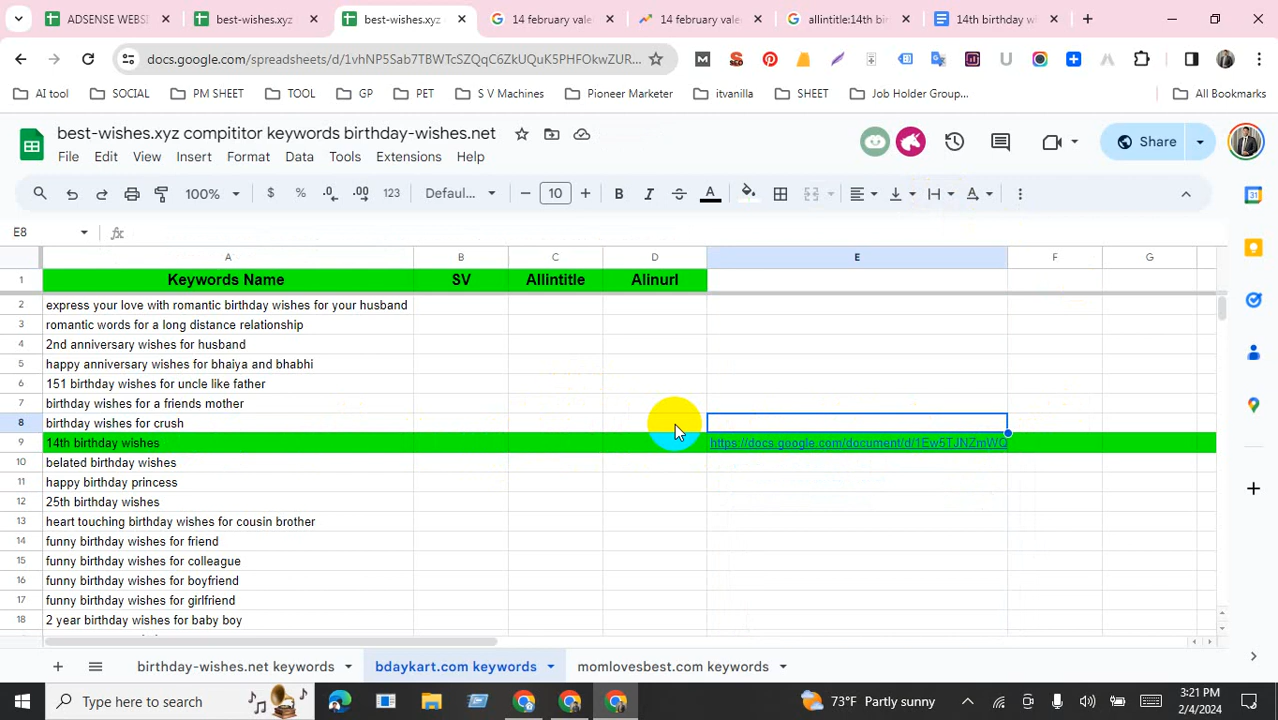 ADSENSE WEBSI
best-wishes.xyz
best-wishes.xyz
14 february vale
14 february vale
allintitle:14th bi
14th birthday w
docs.google.com/spreadsheets/d/1vhNP5Sab7TBWTcSZQqC6ZkUQuK5PHFOkwZUR...
AI tool
SOCIAL
PM SHEET
TOOL
GP
PET
S V Machines
Pioneer Marketer
itvanilla
SHEET
Job Holder Group...
All Bookmarks
best-wishes.xyz compititor keywords birthday-wishes.net
File Edit View Insert Format Data Tools Extensions Help
Share
100% $ % .0 .00 123 Defaul... 10 B I A
E8 fx
A B C D E F G
1 Keywords Name SV Allintitle Alinurl
2 express your love with romantic birthday wishes for your husband
3 romantic words for a long distance relationship
4 2nd anniversary wishes for husband
5 happy anniversary wishes for bhaiya and bhabhi
6 151 birthday wishes for uncle like father
7 birthday wishes for a friends mother
8 birthday wishes for crush
9 14th birthday wishes https://docs.google.com/document/d/1Ew5TJNZmWQ
10 belated birthday wishes
11 happy birthday princess
12 25th birthday wishes
13 heart touching birthday wishes for cousin brother
14 funny birthday wishes for friend
15 funny birthday wishes for colleague
16 funny birthday wishes for boyfriend
17 funny birthday wishes for girlfriend
18 2 year birthday wishes for baby boy
birthday-wishes.net keywords
bdaykart.com keywords
momlovesbest.com keywords
Type here to search
73°F Partly sunny
3:21 PM
2/4/2024